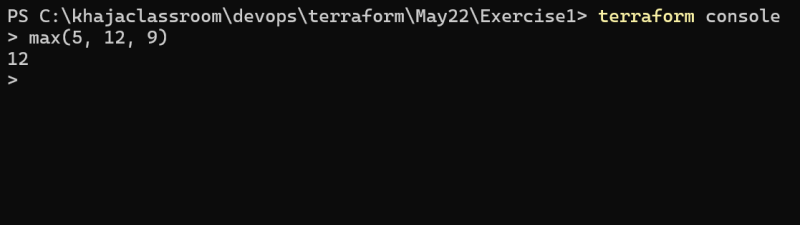 PS C:\khajaclassroom\devops\terraform\May22\Exercise1> terraform console
> max(5, 12, 9)
12
>